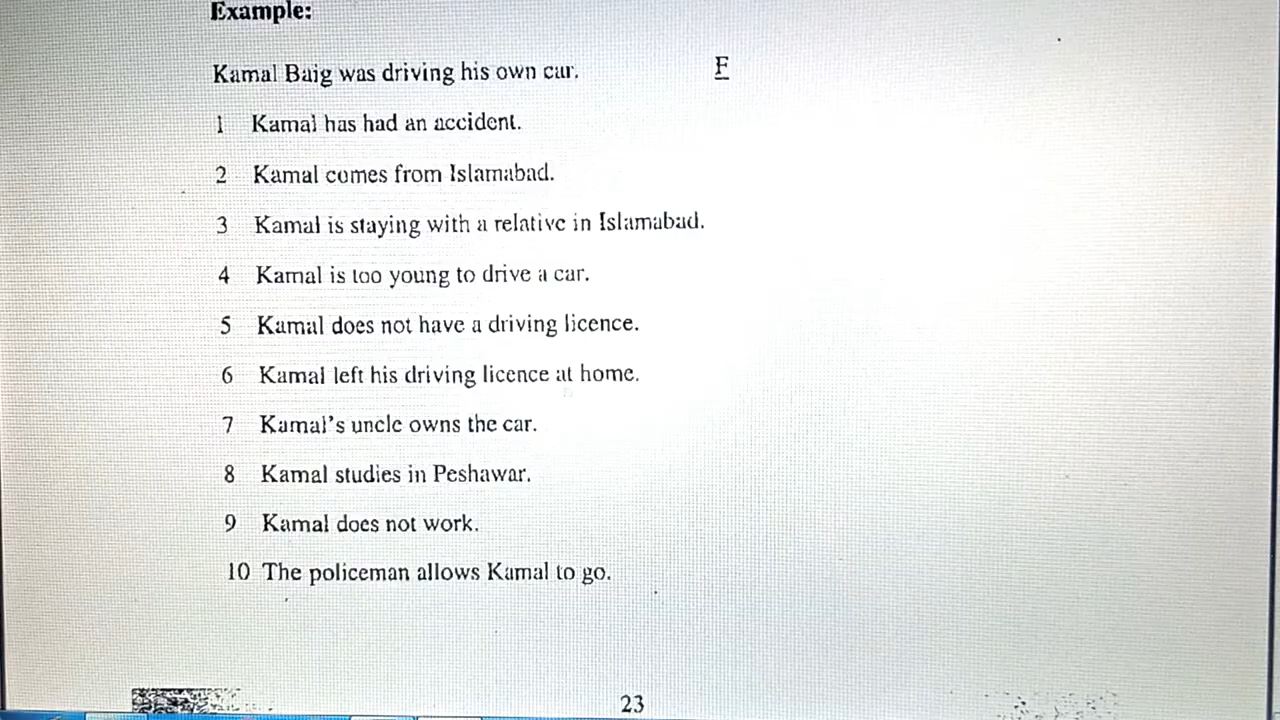 Example:
Kamal Baig was driving his own car. F
1 Kamal has had an accident.
2 Kamal comes from Islamabad.
3 Kamal is staying with a relative in Islamabad.
4 Kamal is too young to drive a car.
5 Kamal does not have a driving licence.
6 Kamal left his driving licence at home.
7 Kamal's uncle owns the car.
8 Kamal studies in Peshawar.
9 Kamal does not work.
10 The policeman allows Kamal to go.
23